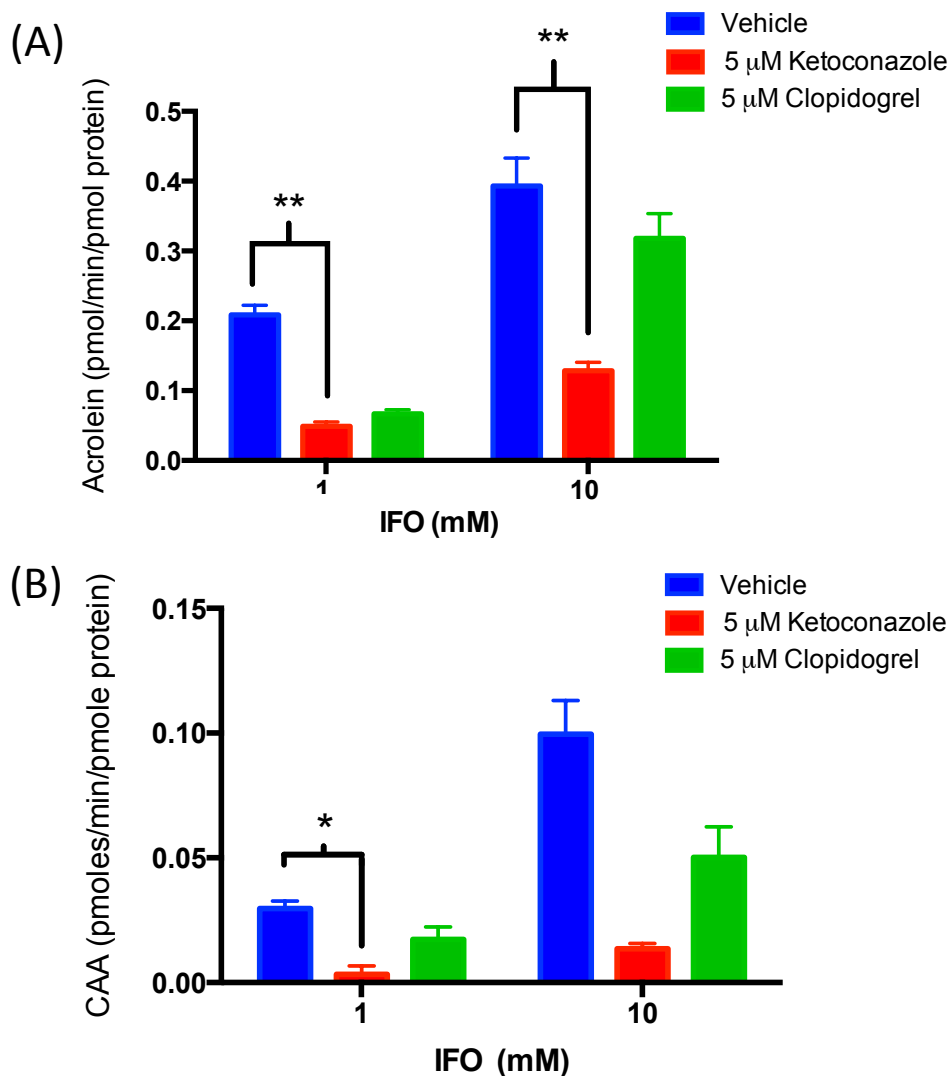 (A)
Vehicle
5 μM Ketoconazole
5 μM Clopidogrel
**
**
Acrolein (pmol/min/pmol protein)
0.5
0.4
0.3
0.2
0.1
0.0
1
10
IFO (mM)
(B)
Vehicle
5 μM Ketoconazole
5 μM Clopidogrel
*
CAA (pmoles/min/pmole protein)
0.15
0.10
0.05
0.00
1
10
IFO (mM)